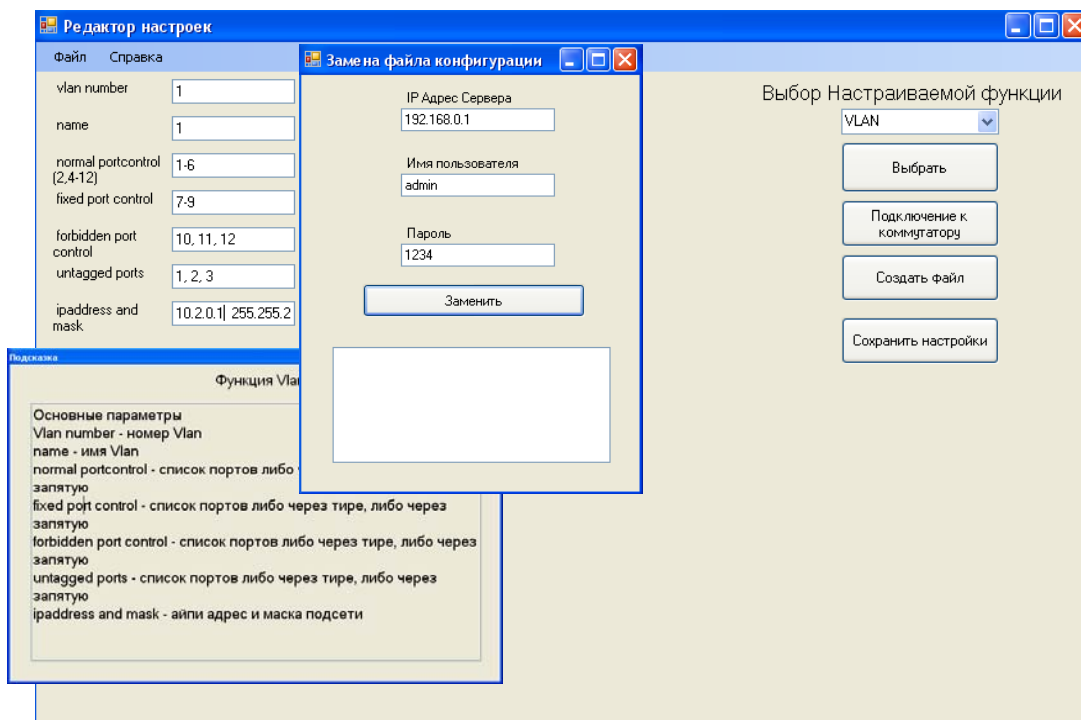 Редактор настроек
Файл Справка
vlan number
1
name
1
normal portcontrol
(2,4-12)
1-6
fixed port control
7-9
forbidden port
control
10, 11, 12
untagged ports
1, 2, 3
ipaddress and
mask
10.2.0.1 255.255.2
Замена файла конфигурации
IP Адрес Сервера
192.168.0.1
Имя пользователя
admin
Пароль
1234
Заменить
Выбор Настраиваемой функции
VLAN
Выбрать
Подключение к
коммутатору
Создать файл
Сохранить настройки
Подсказка
Функция Vlan
Основные параметры
Vlan number - номер Vlan
name - имя Vlan
normal portcontrol - список портов либо
запятую
fixed port control - список портов либо через тире, либо через
запятую
forbidden port control - список портов либо через тире, либо через
запятую
untagged ports - список портов либо через тире, либо через
запятую
ipaddress and mask - айпи адрес и маска подсети